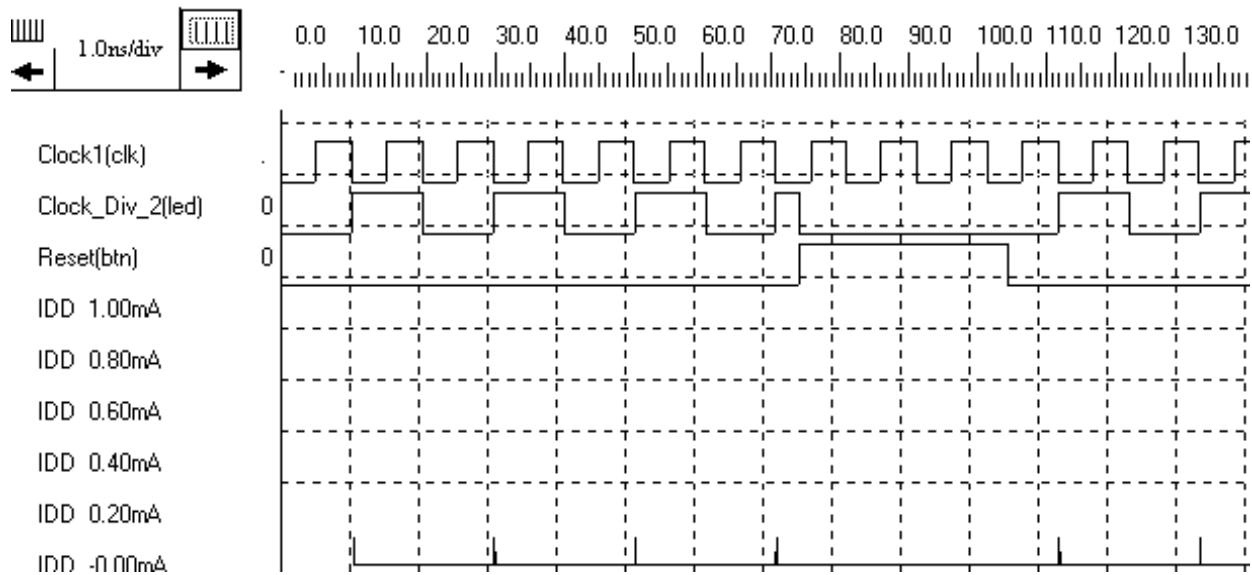 1.0ns/div
0.0 10.0 20.0 30.0 40.0 50.0 60.0 70.0 80.0 90.0 100.0 110.0 120.0 130.0
Clock1(clk) .
Clock_Div_2(led) 0
Reset(btn) 0
IDD 1.00mA
IDD 0.80mA
IDD 0.60mA
IDD 0.40mA
IDD 0.20mA
IDD -0.00mA